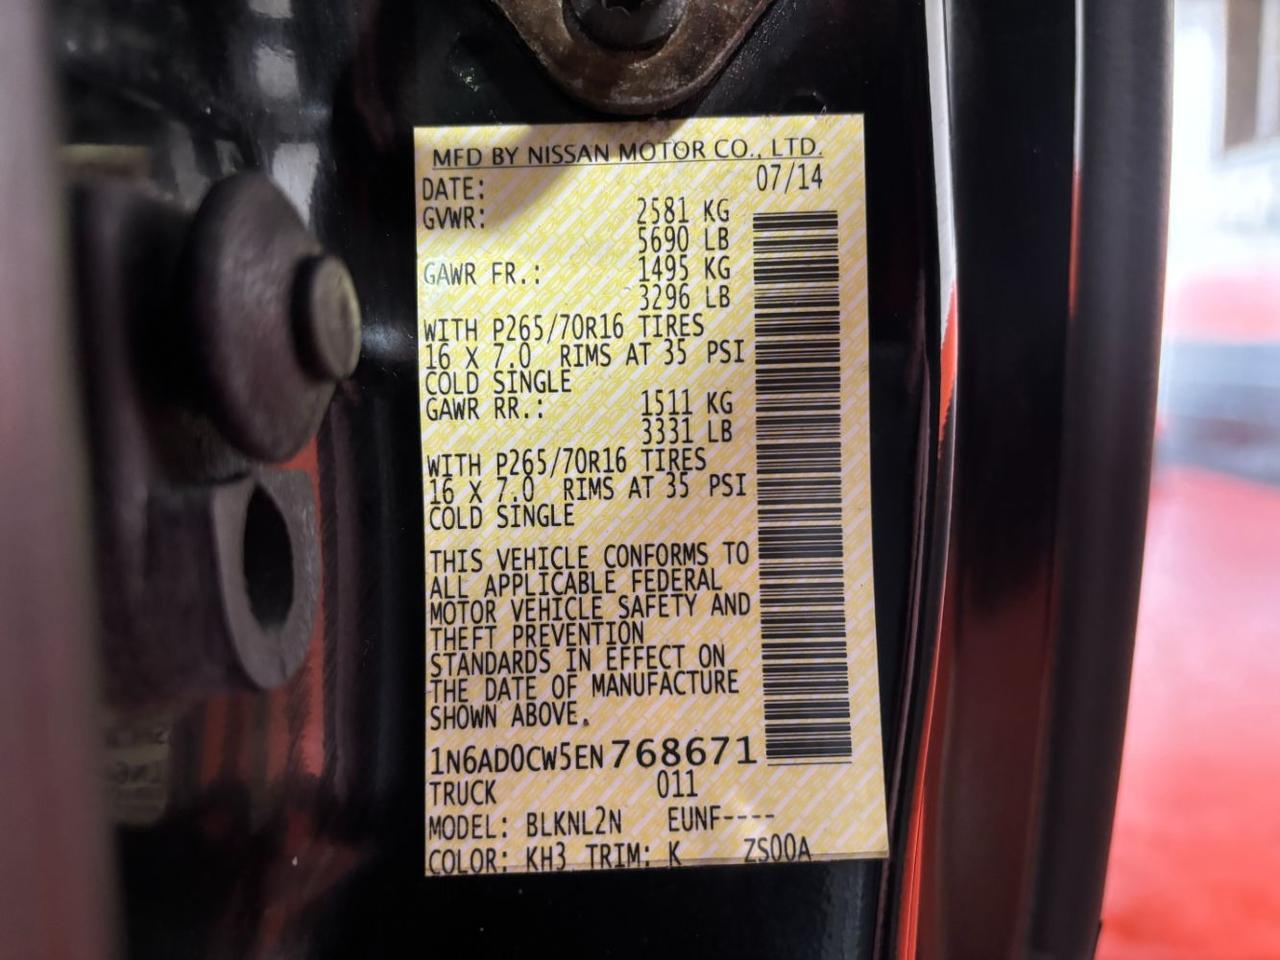 MFD BY NISSAN MOTOR CO., LTD.
DATE: 07/14
GVWR: 2581 KG
5690 LB
GAWR FR.: 1495 KG
3296 LB
WITH P265/70R16 TIRES
16 X 7.0 RIMS AT 35 PSI
COLD SINGLE
GAWR RR.: 1511 KG
3331 LB
WITH P265/70R16 TIRES
16 X 7.0 RIMS AT 35 PSI
COLD SINGLE
THIS VEHICLE CONFORMS TO
ALL APPLICABLE FEDERAL
MOTOR VEHICLE SAFETY AND
THEFT PREVENTION
STANDARDS IN EFFECT ON
THE DATE OF MANUFACTURE
SHOWN ABOVE.
1N6AD0CW5EN768671
TRUCK 011
MODEL: BLKNL2N EUNF----
COLOR: KH3 TRIM: K ZS00A